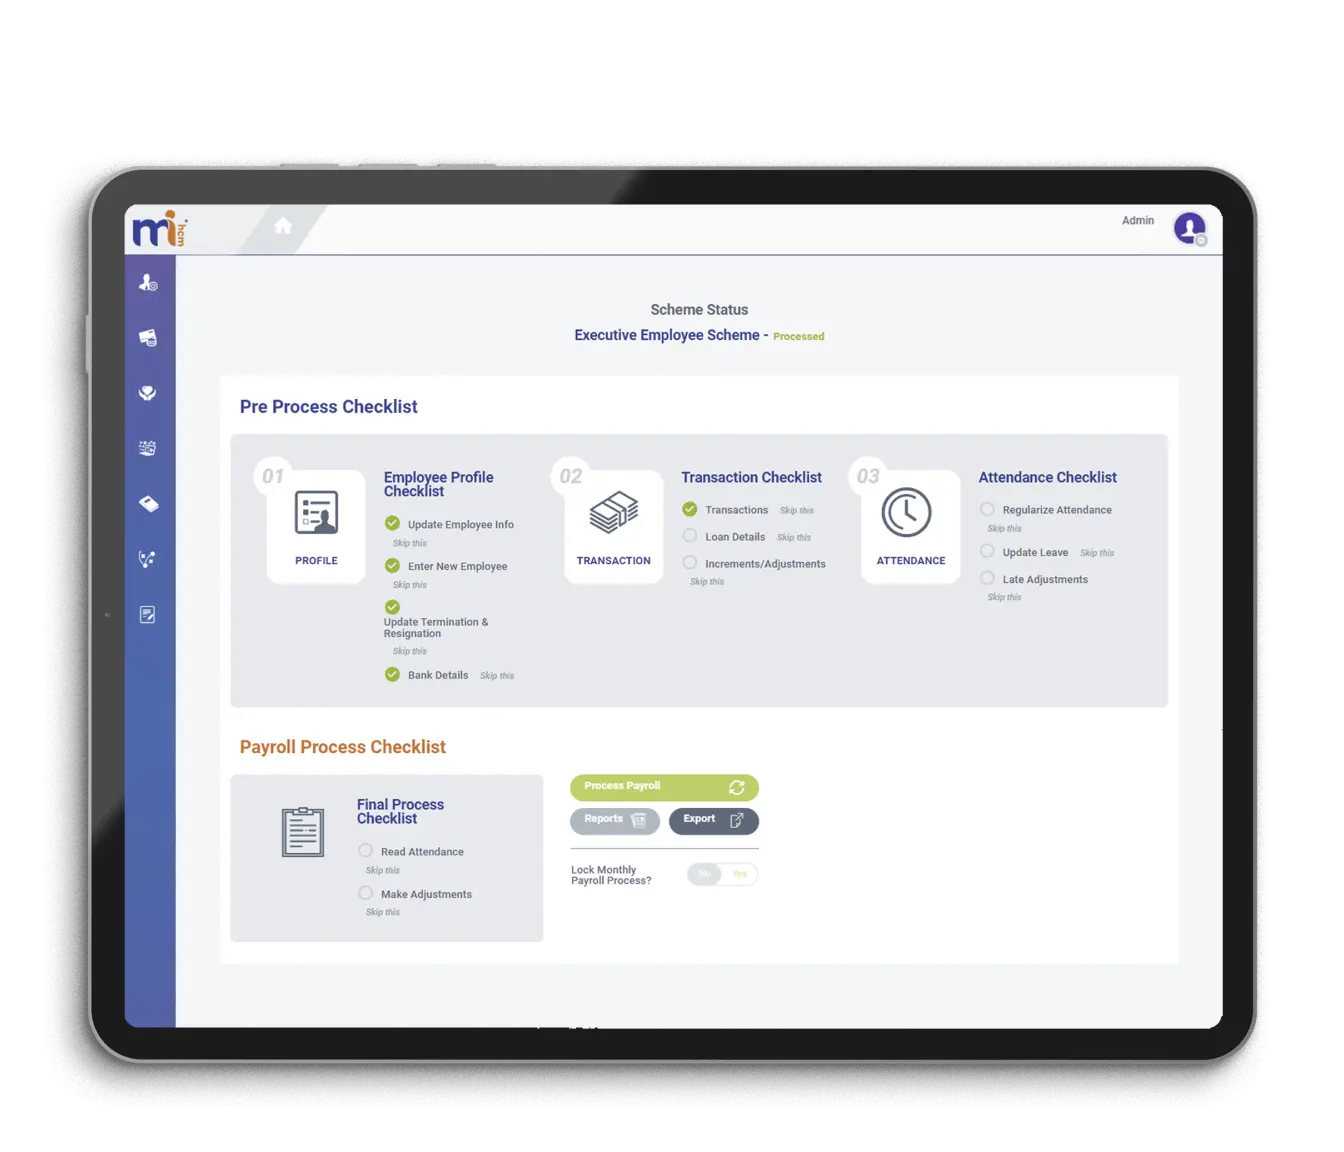 mihcm
Admin
Scheme Status
Executive Employee Scheme - Processed
Pre Process Checklist
01
PROFILE
Employee Profile
Checklist
Update Employee Info
Skip this
Enter New Employee
Skip this
Update Termination &
Resignation
Skip this
Bank Details Skip this
02
TRANSACTION
Transaction Checklist
Transactions Skip this
Loan Details Skip this
Increments/Adjustments
Skip this
03
ATTENDANCE
Attendance Checklist
Regularize Attendance
Skip this
Update Leave Skip this
Late Adjustments
Skip this
Payroll Process Checklist
Final Process
Checklist
Read Attendance
Skip this
Make Adjustments
Skip this
Process Payroll
Reports Export
Lock Monthly
Payroll Process?
No Yes